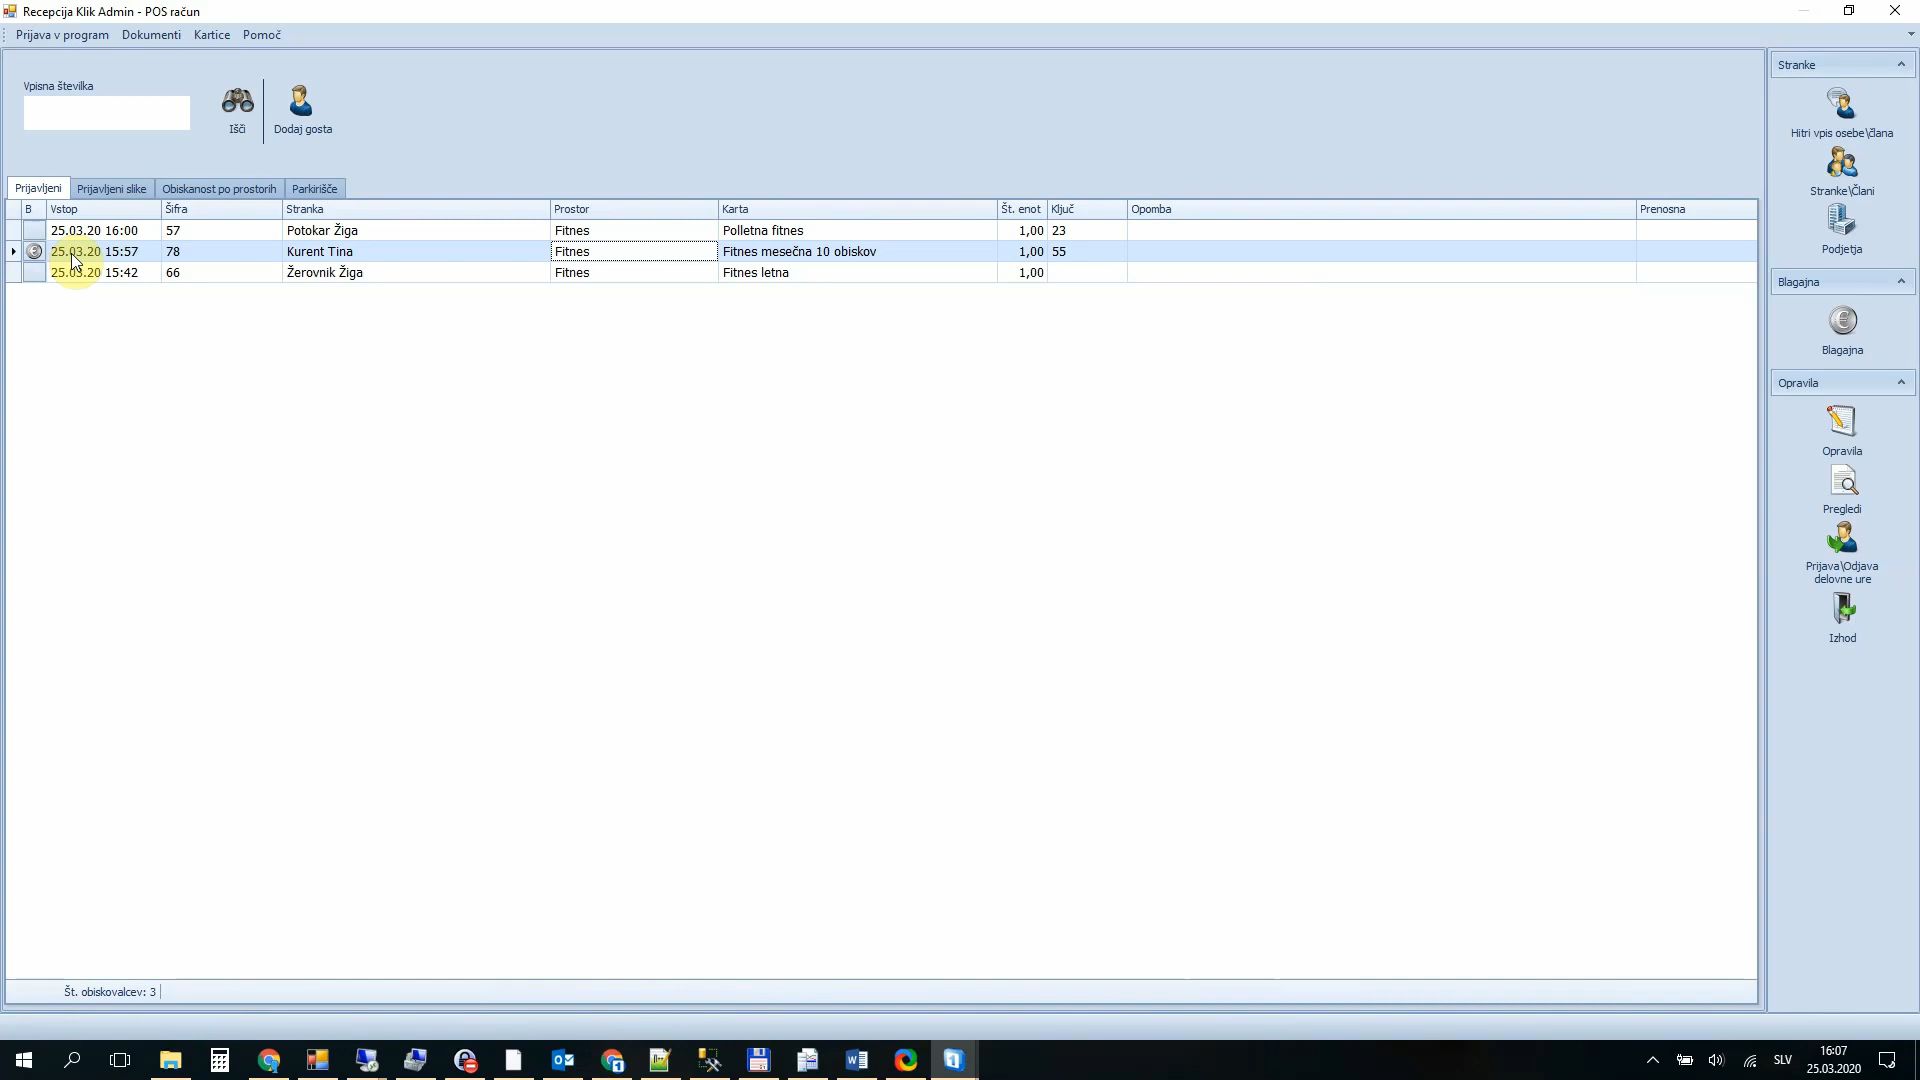 Recepcija Klik Admin - POS račun
Prijava v program Dokumenti Kartice Pomoč
Vpisna številka
Išči Dodaj gosta
Prijavljeni Prijavljeni slike Obiskanost po prostorih Parkirišče
B Vstop Šifra Stranka Prostor Karta Št. enot Ključ Opomba Prenosna
25.03.20 16:00 57 Potokar Žiga Fitnes Polletna fitnes 1,00 23
25.03.20 15:57 78 Kurent Tina Fitnes Fitnes mesečna 10 obiskov 1,00 55
25.03.20 15:42 66 Žerovnik Žiga Fitnes Fitnes letna 1,00
Št. obiskovalcev: 3
Stranke
Hitri vpis osebe\člana
Stranke\Člani
Podjetja
Blagajna
Blagajna
Opravila
Opravila
Pregledi
Prijava\Odjava
delovne ure
Izhod
SLV
16:07
25.03.2020